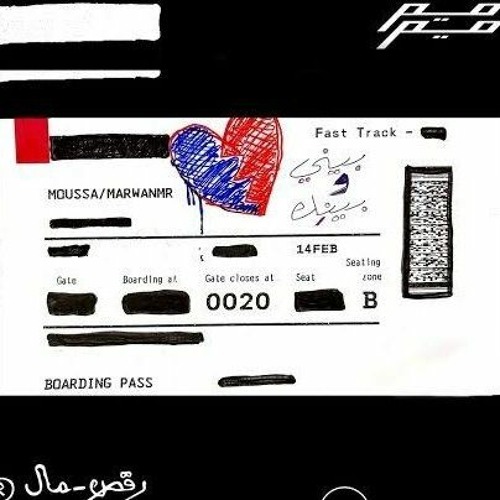 Fast Track -
بيني
و
بينك
MOUSSA/MARWANMR
14FEB
Gate
Boarding at
Gate closes at
Seat
Seating zone
0020
B
BOARDING PASS
رقص-مال